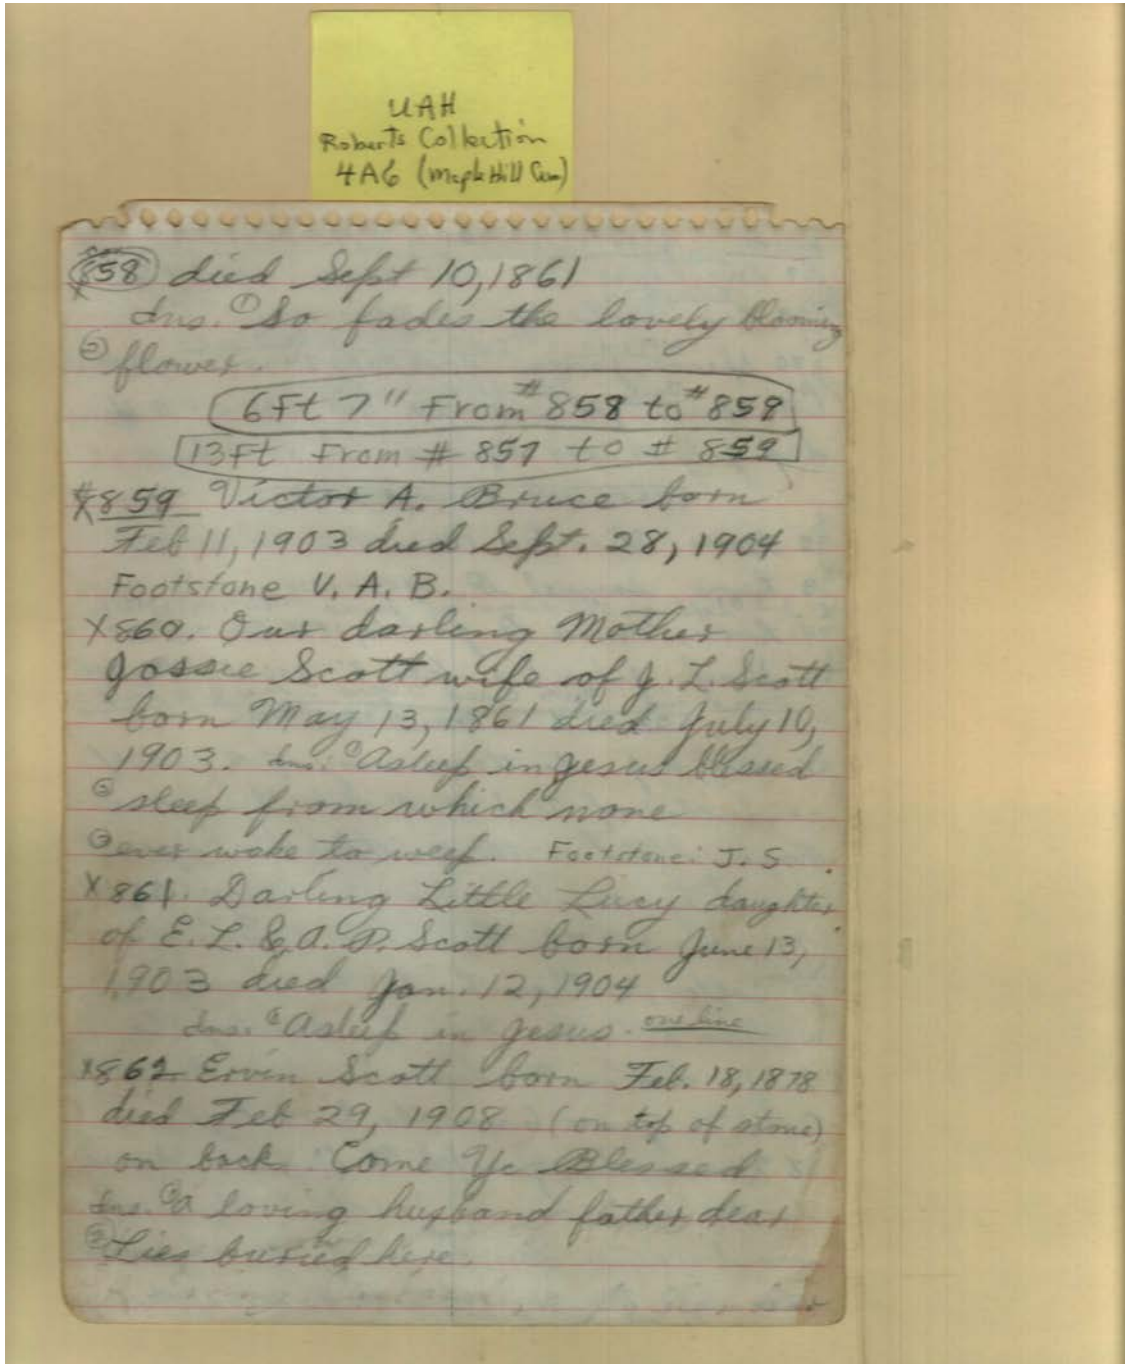 UAH
Roberts Collection
4A6 (Maple Hill Cem)
858 died Sept 10, 1861
Ins. ① So fades the lovely blooming
② flower.
6Ft 7" From #858 to #859
13Ft From # 857 to # 859
#859 Victor A. Bruce born
Feb 11, 1903 died Sept. 28, 1904
Footstone V. A. B.
X860. Our darling Mother
Jossie Scott wife of J. L. Scott
born May 13, 1861 died July 10,
1903. Ins. ① Asleep in Jesus blessed
② sleep from which none
③ ever wake to weep. Footstone: J. S.
X861. Darling Little Lucy daughter
of E. L. & A. P. Scott born June 13,
1903 died Jan. 12, 1904
Ins. ① Asleep in Jesus. one line
X862. Ervin Scott born Feb. 18, 1878
died Feb 29, 1908 (on top of stone)
on back Come Ye Blessed
Ins. ① A loving husband father dear
② Lies buried here.